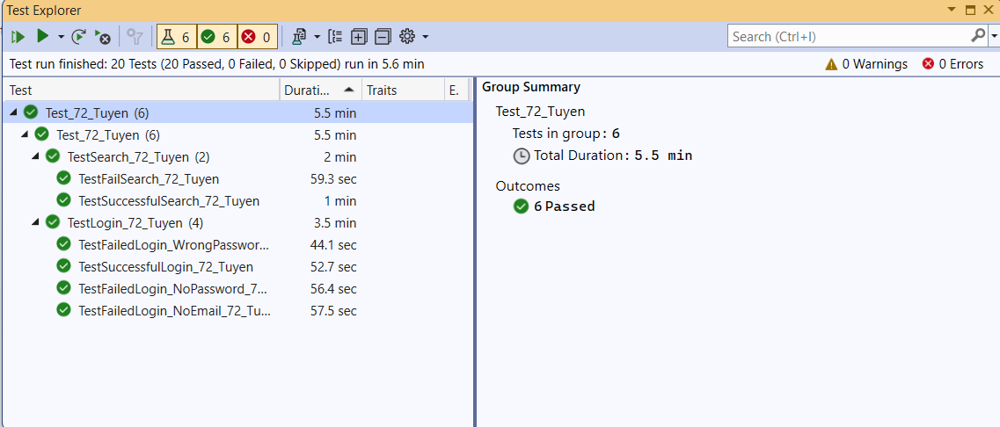 Test Explorer
6 6 0
Search (Ctrl+I)
Test run finished: 20 Tests (20 Passed, 0 Failed, 0 Skipped) run in 5.6 min
0 Warnings 0 Errors
Test Durati... Traits E.
Test_72_Tuyen (6) 5.5 min
Test_72_Tuyen (6) 5.5 min
TestSearch_72_Tuyen (2) 2 min
TestFailSearch_72_Tuyen 59.3 sec
TestSuccessfulSearch_72_Tuyen 1 min
TestLogin_72_Tuyen (4) 3.5 min
TestFailedLogin_WrongPasswor... 44.1 sec
TestSuccessfulLogin_72_Tuyen 52.7 sec
TestFailedLogin_NoPassword_7... 56.4 sec
TestFailedLogin_NoEmail_72_Tu... 57.5 sec
Group Summary
Test_72_Tuyen
Tests in group: 6
Total Duration: 5.5 min
Outcomes
6 Passed